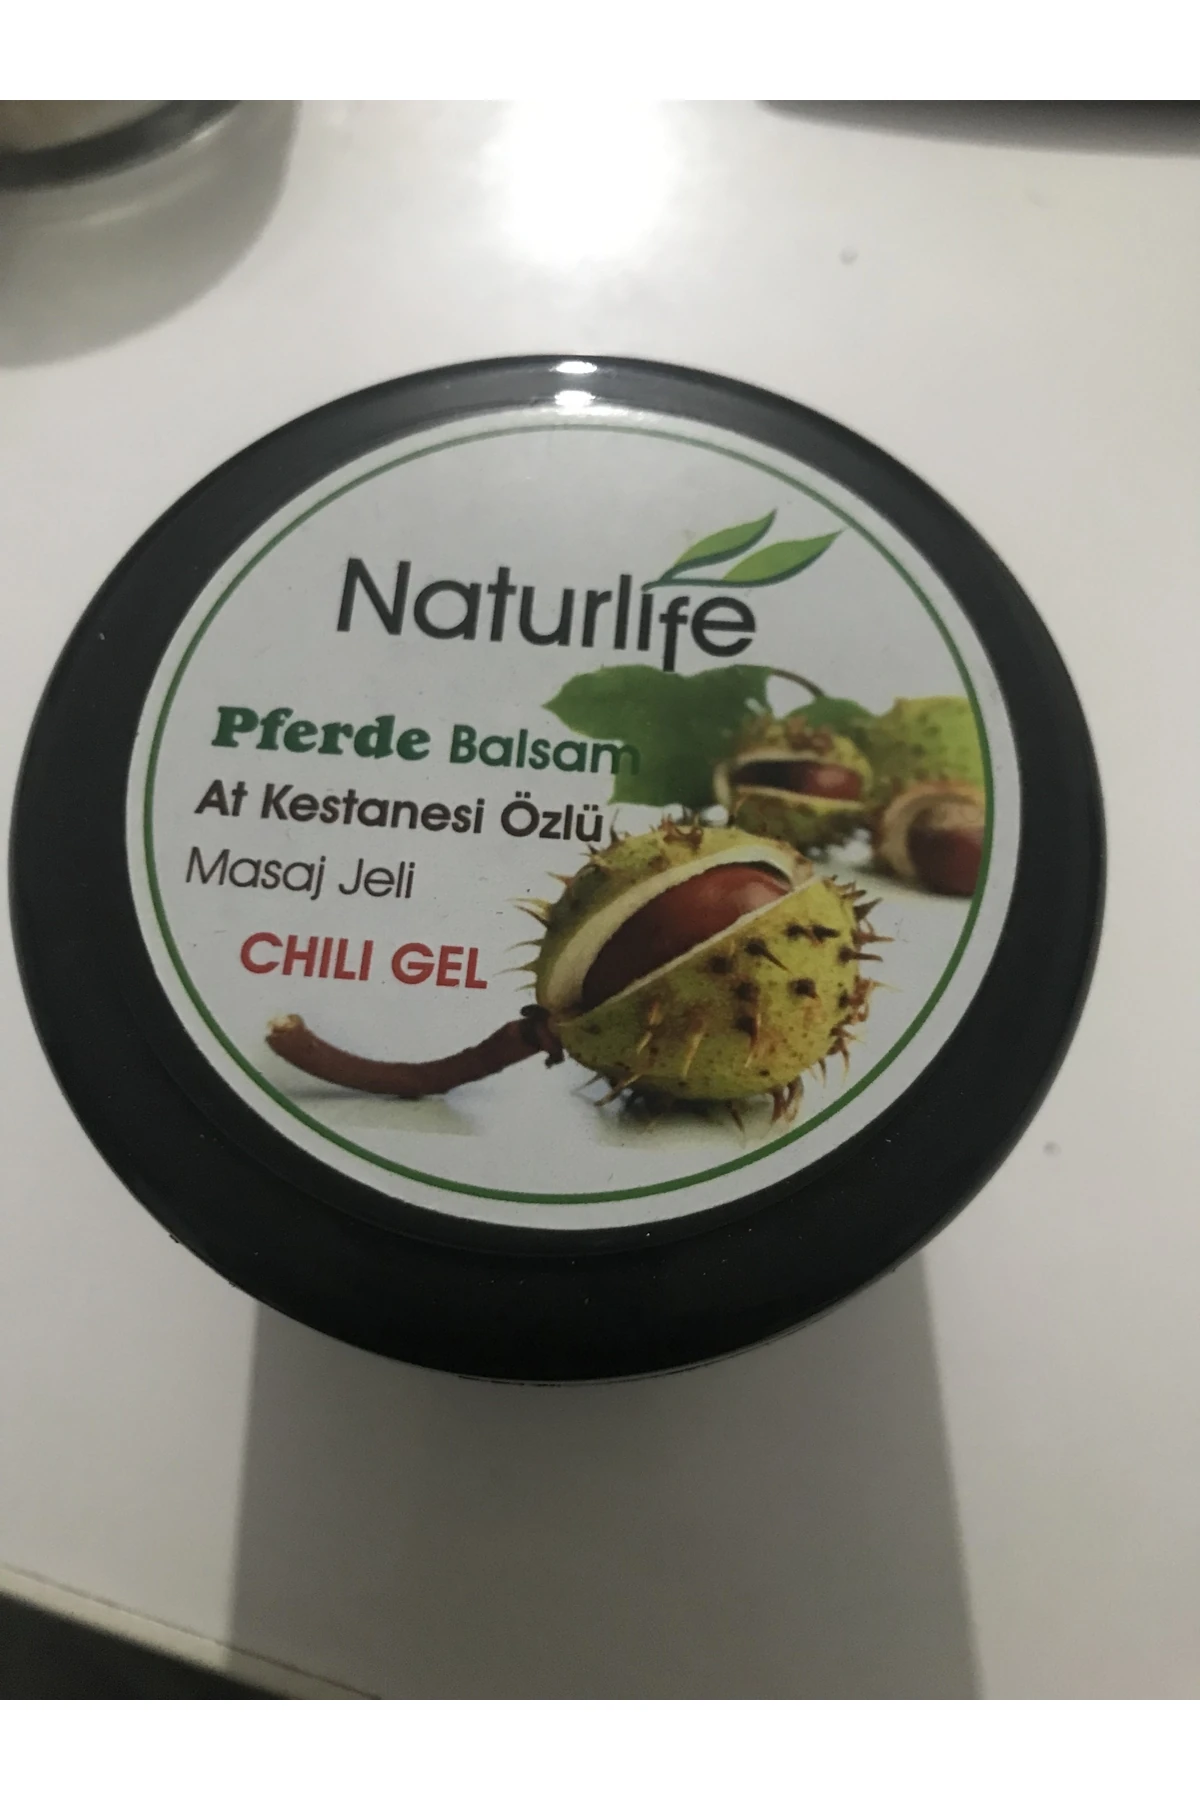 Naturlife
Pferde Balsam
At Kestanesi Özlü
Masaj Jeli
CHILI GEL